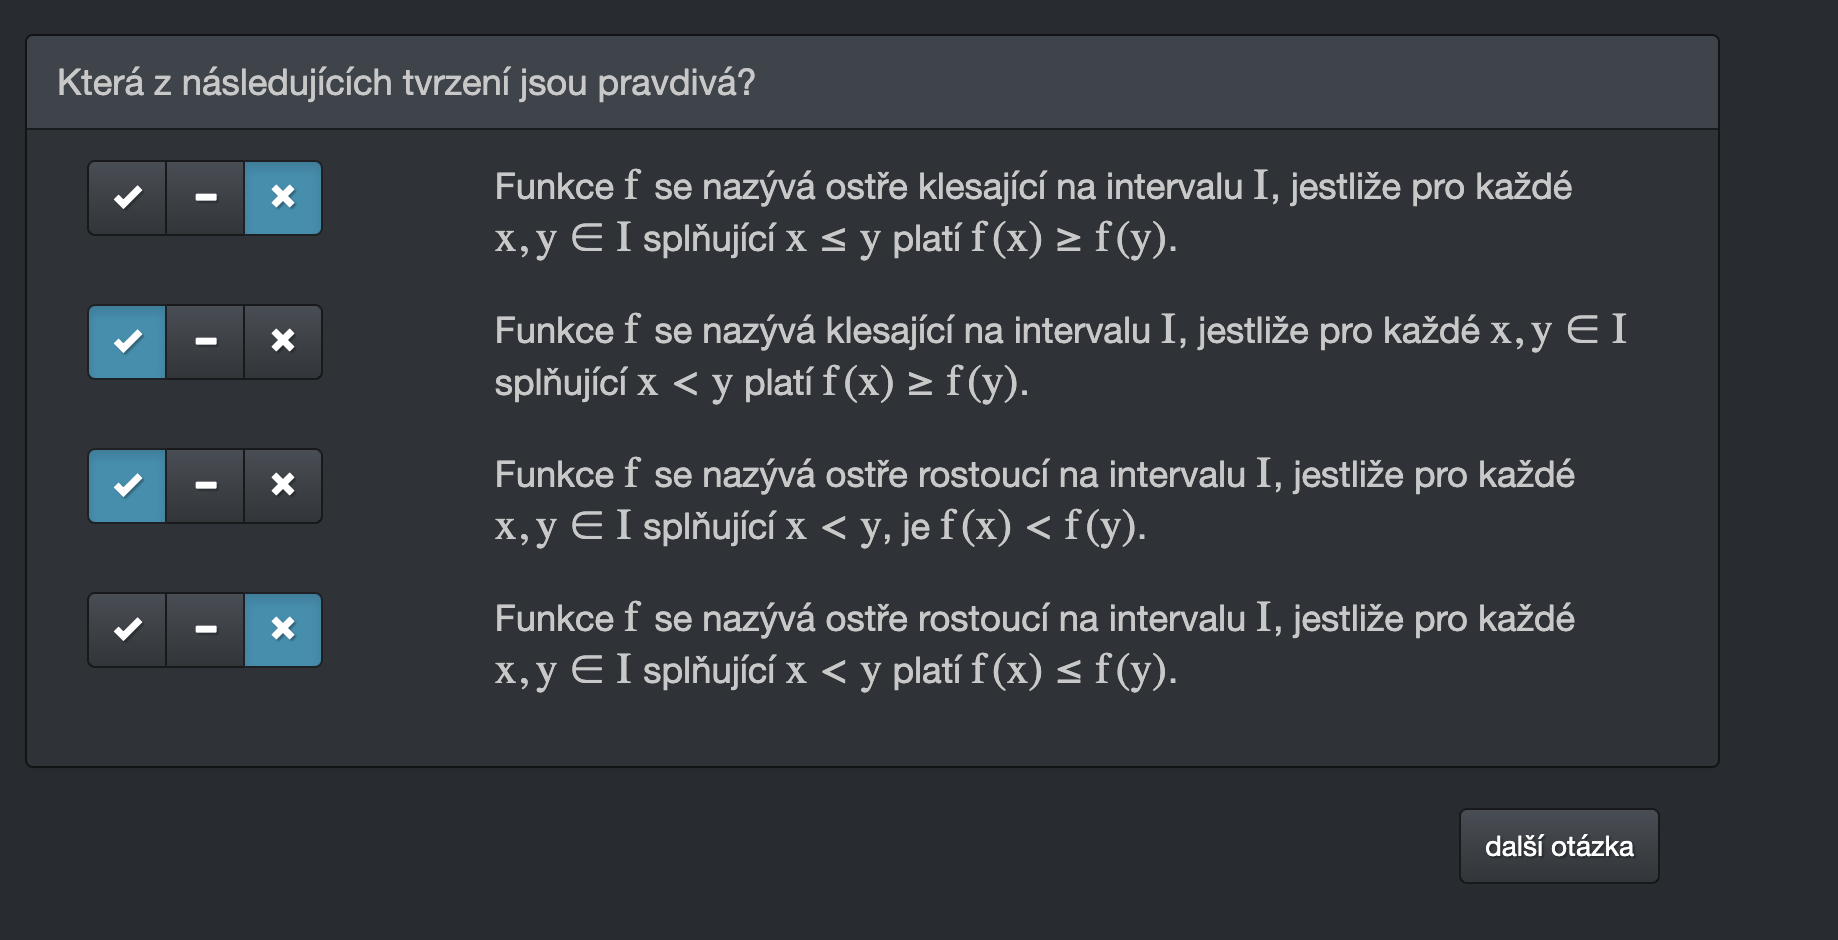 Která z následujících tvrzení jsou pravdivá?
Funkce f se nazývá ostře klesající na intervalu I, jestliže pro každé
x, y ∈ I splňující x ≤ y platí f(x) ≥ f(y).
Funkce f se nazývá klesající na intervalu I, jestliže pro každé x, y ∈ I
splňující x < y platí f(x) ≥ f(y).
Funkce f se nazývá ostře rostoucí na intervalu I, jestliže pro každé
x, y ∈ I splňující x < y, je f(x) < f(y).
Funkce f se nazývá ostře rostoucí na intervalu I, jestliže pro každé
x, y ∈ I splňující x < y platí f(x) ≤ f(y).
další otázka